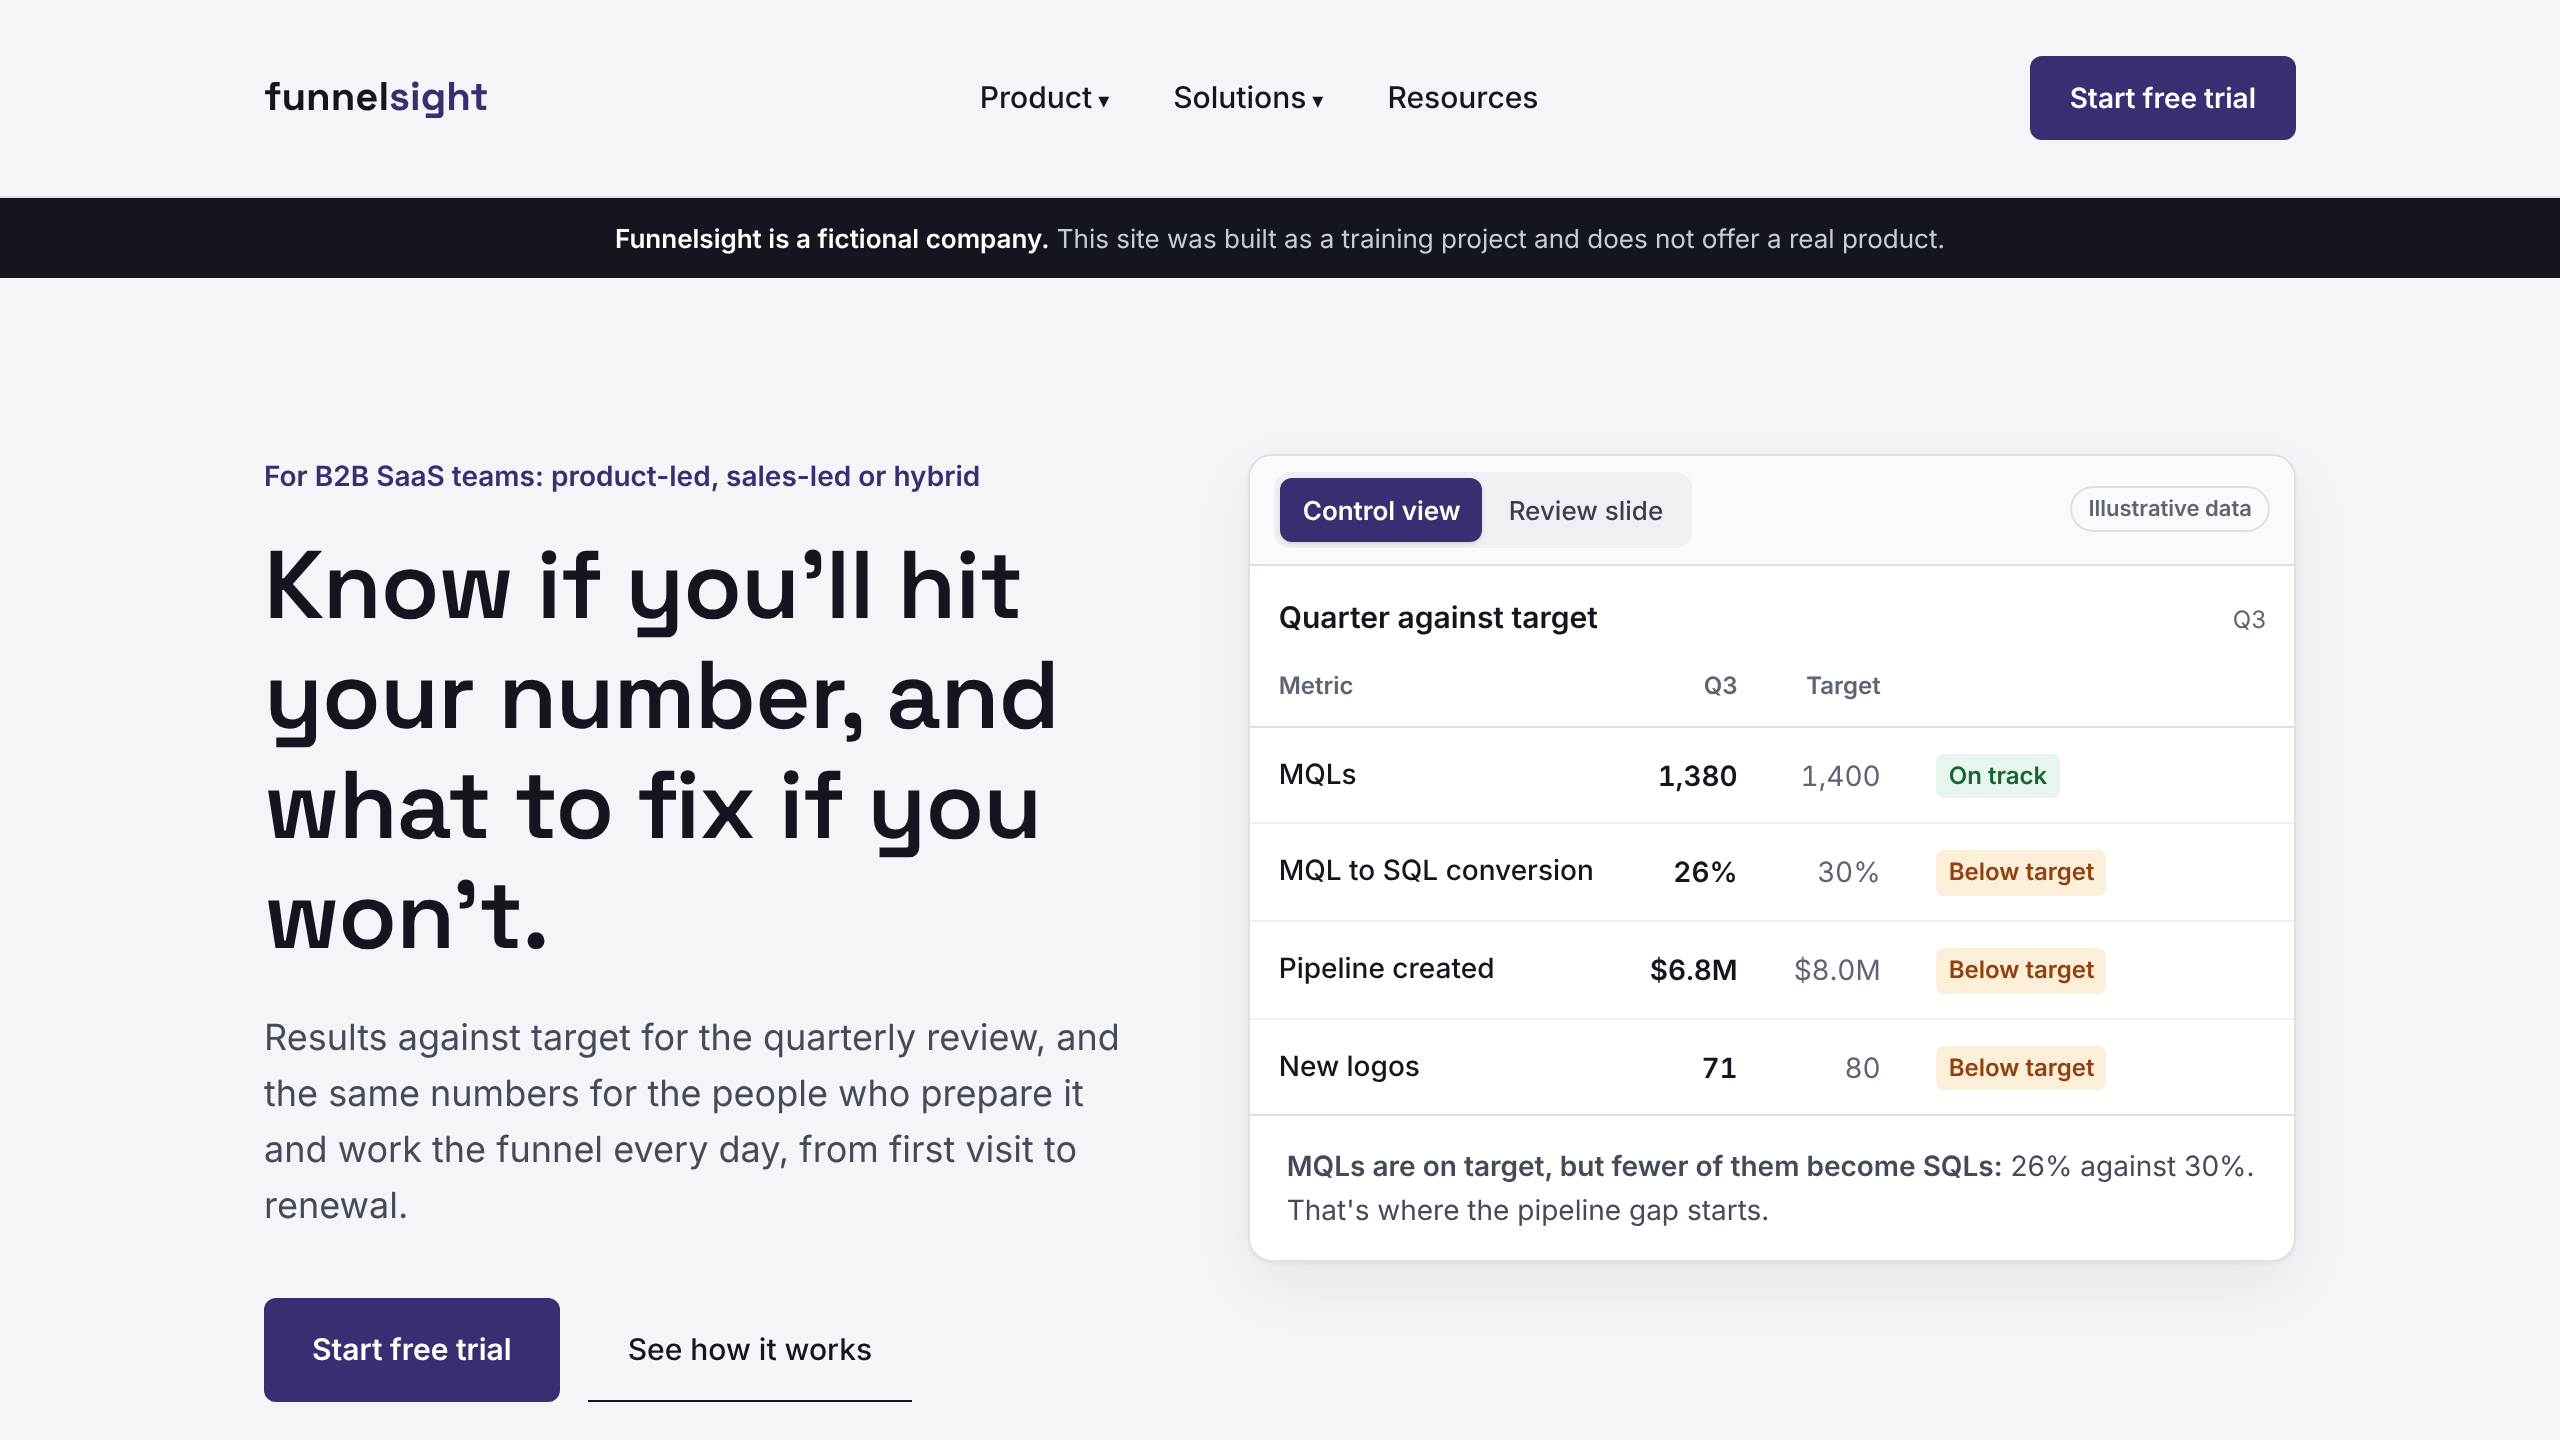 funnelsight
Product ▾ Solutions ▾ Resources
Start free trial
Funnelsight is a fictional company. This site was built as a training project and does not offer a real product.
For B2B SaaS teams: product-led, sales-led or hybrid
Know if you’ll hit
your number, and
what to fix if you
won’t.
Results against target for the quarterly review, and
the same numbers for the people who prepare it
and work the funnel every day, from first visit to
renewal.
Start free trial
See how it works
Control view Review slide Illustrative data
Quarter against target Q3
Metric Q3 Target
MQLs 1,380 1,400 On track
MQL to SQL conversion 26% 30% Below target
Pipeline created $6.8M $8.0M Below target
New logos 71 80 Below target
MQLs are on target, but fewer of them become SQLs: 26% against 30%.
That's where the pipeline gap starts.